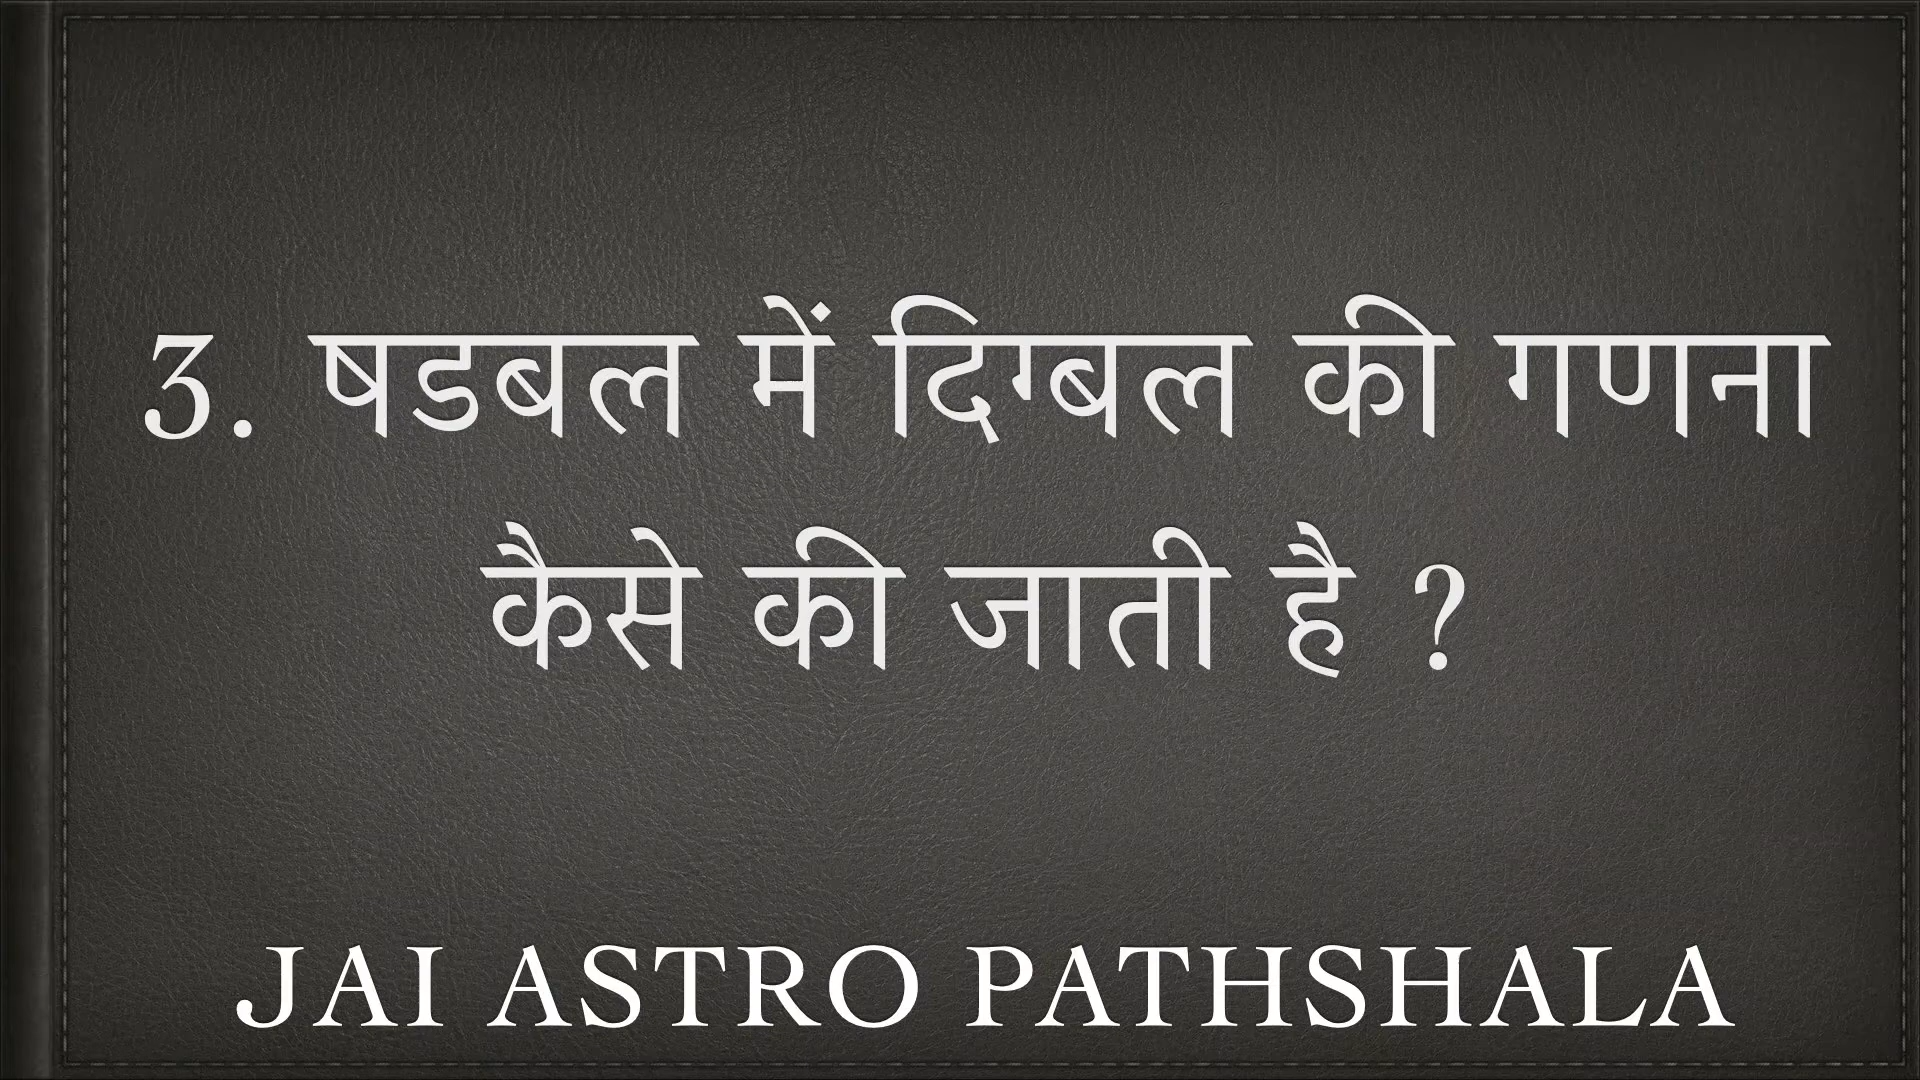 3. षडबल में दिग्बल की गणना
कैसे की जाती है ?
JAI ASTRO PATHSHALA